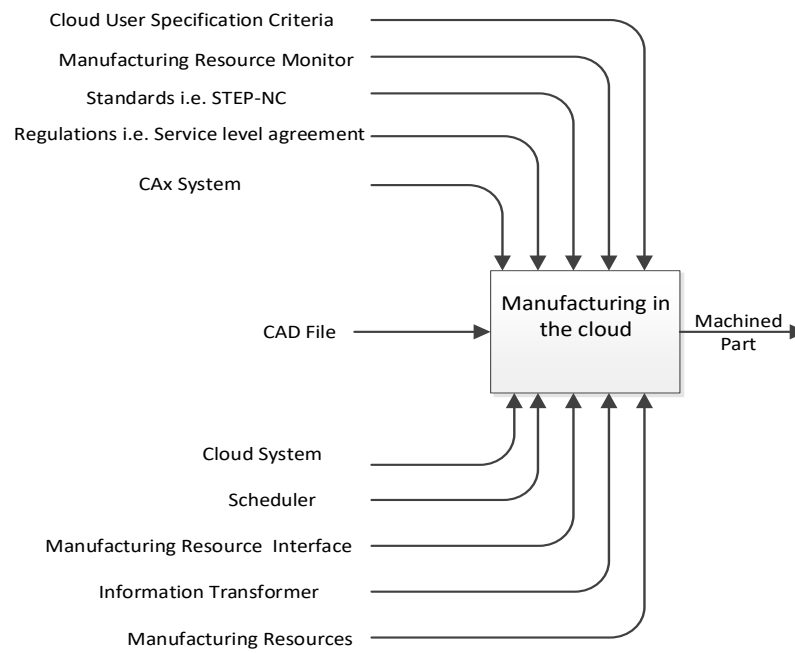 Cloud User Specification Criteria
Manufacturing Resource Monitor
Standards i.e. STEP-NC
Regulations i.e. Service level agreement
CAx System
Manufacturing in
the cloud
CAD File
Machined
Part
Cloud System
Scheduler
Manufacturing Resource Interface
Information Transformer
Manufacturing Resources